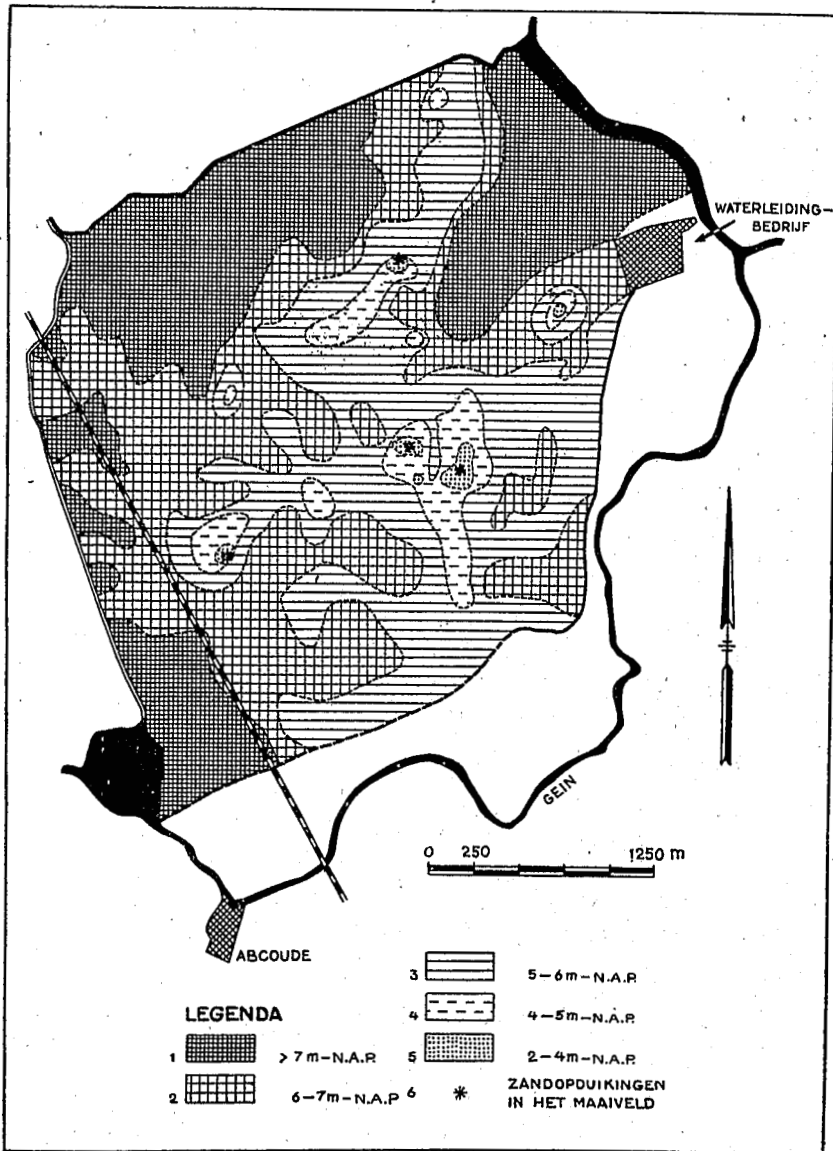 WATERLEIDING-
BEDRIJF
GEIN
0 250 1250 m
ABCOUDE
LEGENDA
1 > 7 m-N.A.P.
2 6-7m-N.A.P
3 5-6m-N.A.P.
4 4-5m-N.A.P.
5 2-4m-N.A.P.
6 ZANDOPDUIKINGEN
IN HET MAAIVELD